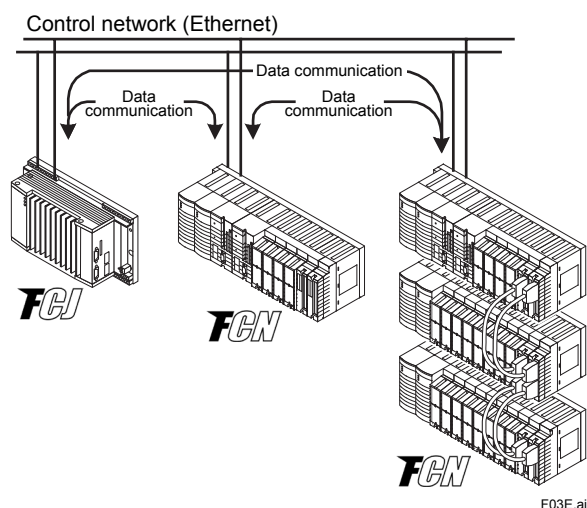 Control network (Ethernet)
Data communication
Data
communication
Data
communication
FCJ
FCN
FCN
F03E.ai